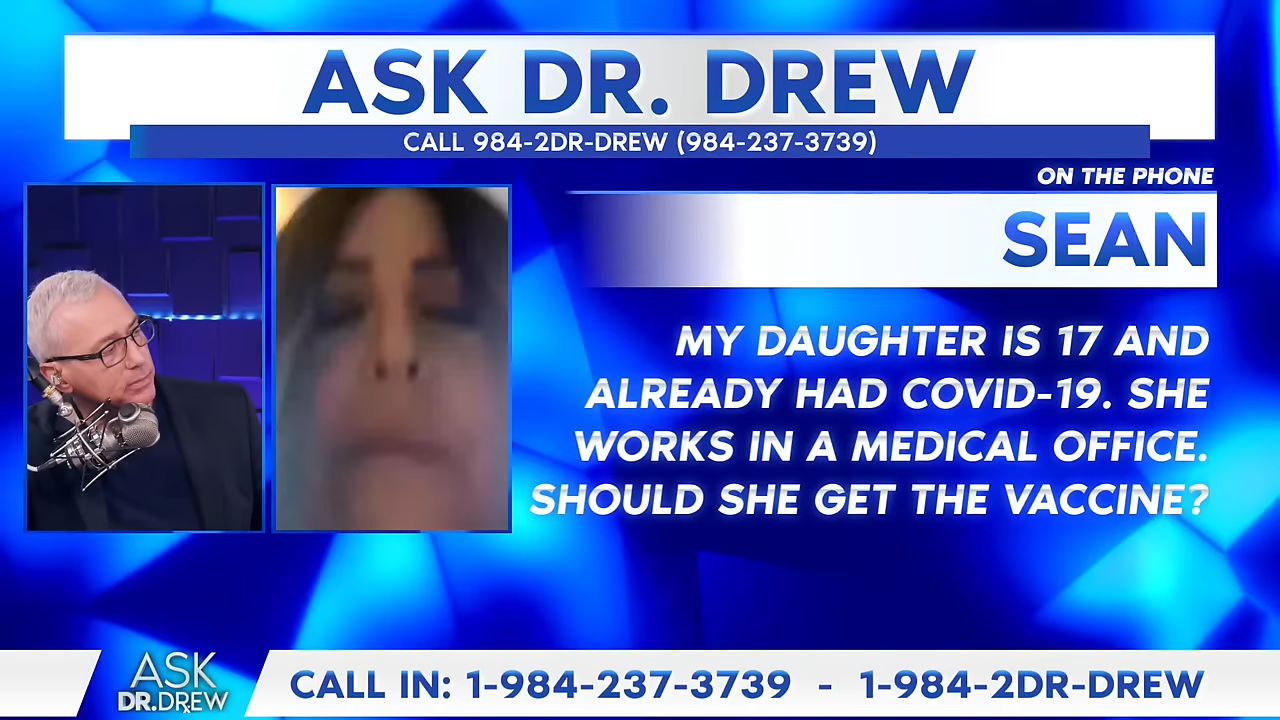 ASK DR. DREW
CALL 984-2DR-DREW (984-237-3739)
ON THE PHONE
SEAN
MY DAUGHTER IS 17 AND
ALREADY HAD COVID-19. SHE
WORKS IN A MEDICAL OFFICE.
SHOULD SHE GET THE VACCINE?
ASK
DR.DREW
CALL IN: 1-984-237-3739 - 1-984-2DR-DREW